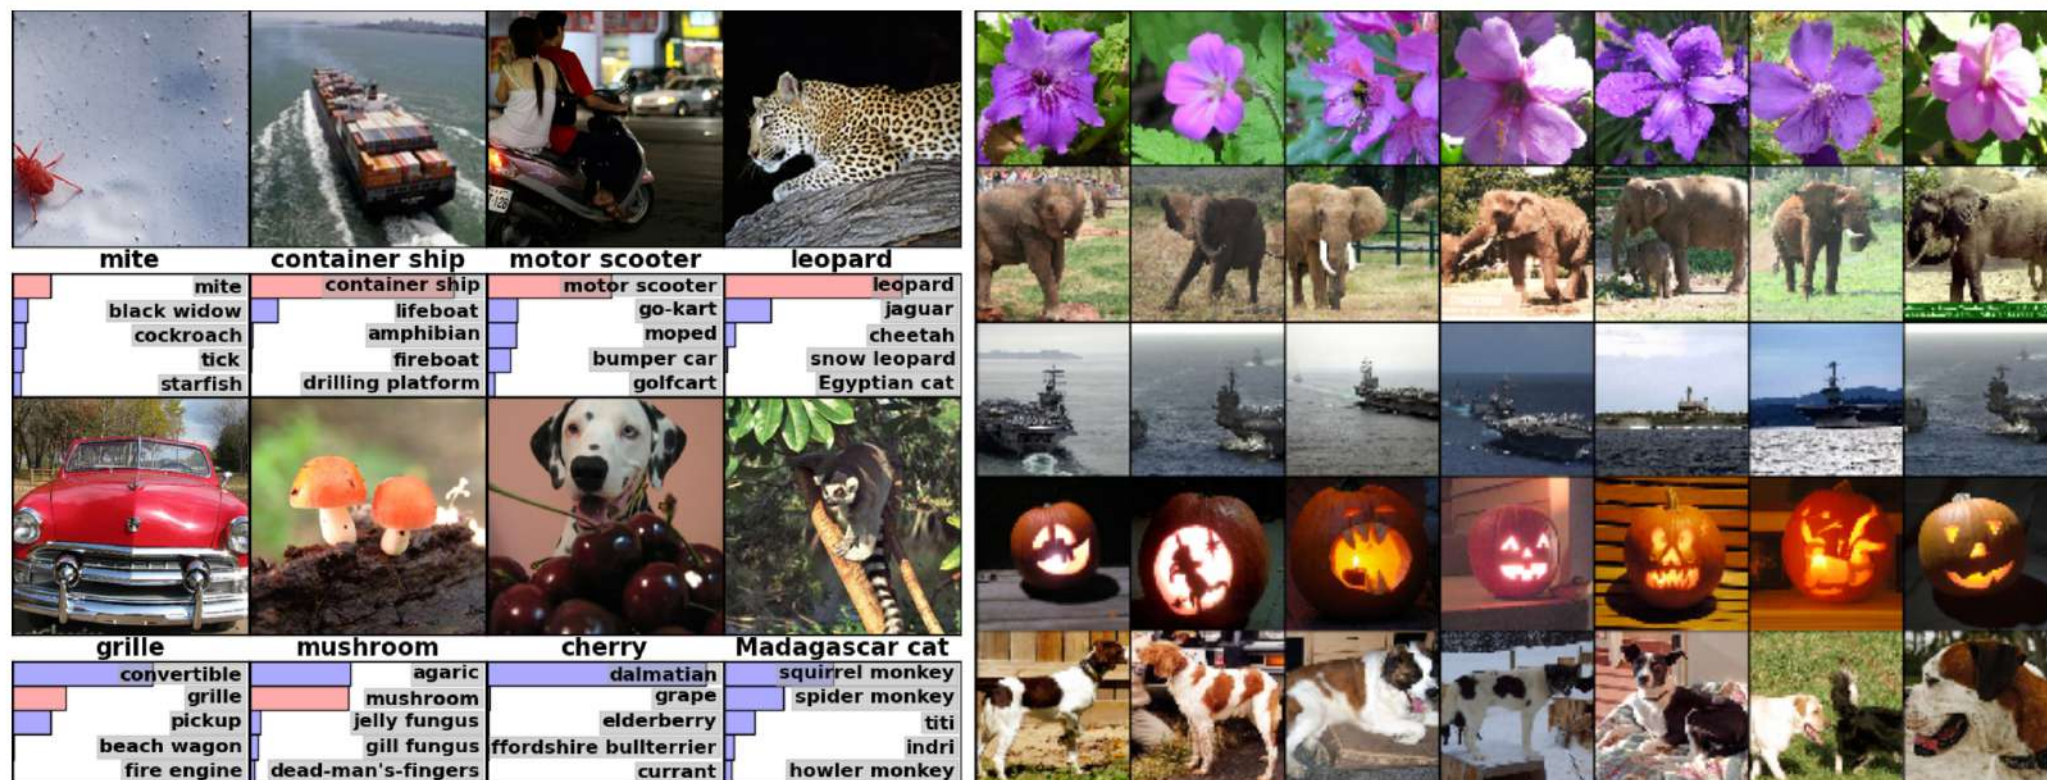 mite container ship motor scooter leopard
mite
black widow
cockroach
tick
starfish
container ship
lifeboat
amphibian
fireboat
drilling platform
motor scooter
go-kart
moped
bumper car
golfcart
leopard
jaguar
cheetah
snow leopard
Egyptian cat
grille mushroom cherry Madagascar cat
convertible
grille
pickup
beach wagon
fire engine
agaric
mushroom
jelly fungus
gill fungus
dead-man's-fingers
dalmatian
grape
elderberry
ffordshire bullterrier
currant
squirrel monkey
spider monkey
titi
indri
howler monkey